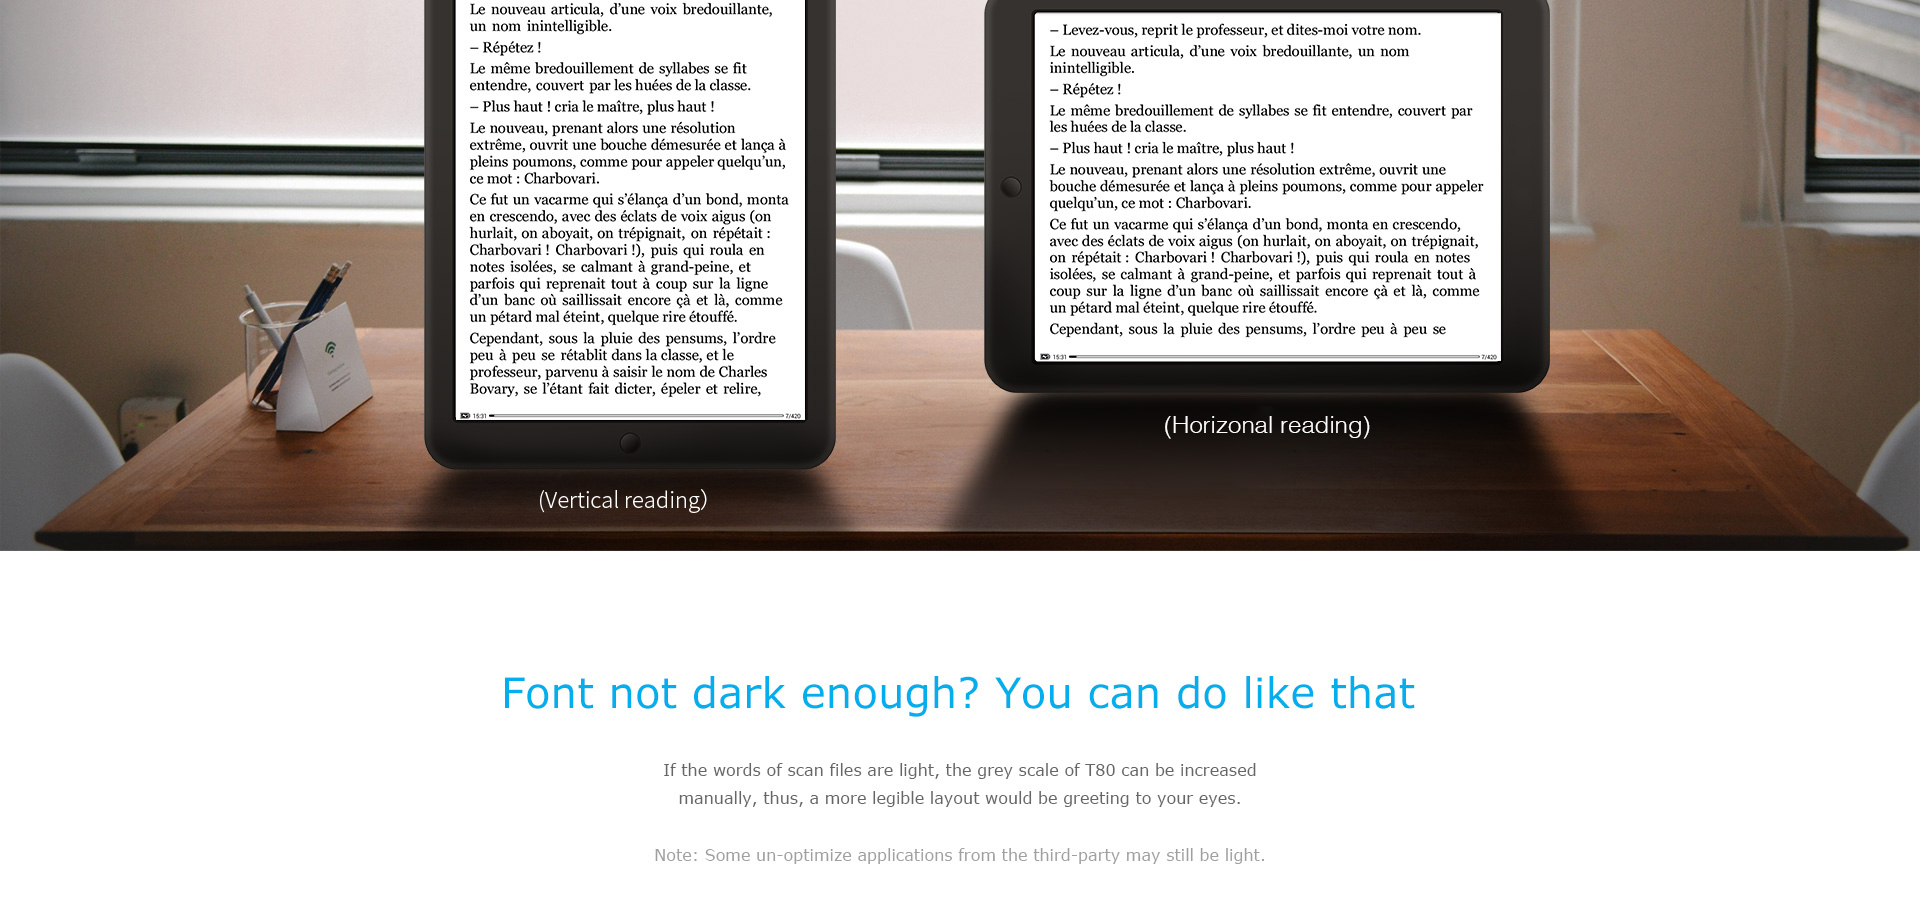 Le nouveau articula, d’une voix bredouillante,
un nom inintelligible.
– Répétez !
Le même bredouillement de syllabes se fit
entendre, couvert par les huées de la classe.
– Plus haut ! cria le maître, plus haut !
Le nouveau, prenant alors une résolution
extrême, ouvrit une bouche démesurée et lança à
pleins poumons, comme pour appeler quelqu’un,
ce mot : Charbovari.
Ce fut un vacarme qui s’élança d’un bond, monta
en crescendo, avec des éclats de voix aigus (on
hurlait, on aboyait, on trépignait, on répétait :
Charbovari ! Charbovari !), puis qui roula en
notes isolées, se calmant à grand-peine, et
parfois qui reprenait tout à coup sur la ligne
d’un banc où saillissait encore çà et là, comme
un pétard mal éteint, quelque rire étouffé.
Cependant, sous la pluie des pensums, l’ordre
peu à peu se rétablit dans la classe, et le
professeur, parvenu à saisir le nom de Charles
Bovary, se l’étant fait dicter, épeler et relire,
15:31 7/420
(Vertical reading)
– Levez-vous, reprit le professeur, et dites-moi votre nom.
Le nouveau articula, d’une voix bredouillante, un nom
inintelligible.
– Répétez !
Le même bredouillement de syllabes se fit entendre, couvert par
les huées de la classe.
– Plus haut ! cria le maître, plus haut !
Le nouveau, prenant alors une résolution extrême, ouvrit une
bouche démesurée et lança à pleins poumons, comme pour appeler
quelqu’un, ce mot : Charbovari.
Ce fut un vacarme qui s’élança d’un bond, monta en crescendo,
avec des éclats de voix aigus (on hurlait, on aboyait, on trépignait,
on répétait : Charbovari ! Charbovari !), puis qui roula en notes
isolées, se calmant à grand-peine, et parfois qui reprenait tout à
coup sur la ligne d’un banc où saillissait encore çà et là, comme
un pétard mal éteint, quelque rire étouffé.
Cependant, sous la pluie des pensums, l’ordre peu à peu se
15:31 7/420
(Horizonal reading)
Font not dark enough? You can do like that
If the words of scan files are light, the grey scale of T80 can be increased
manually, thus, a more legible layout would be greeting to your eyes.
Note: Some un-optimize applications from the third-party may still be light.